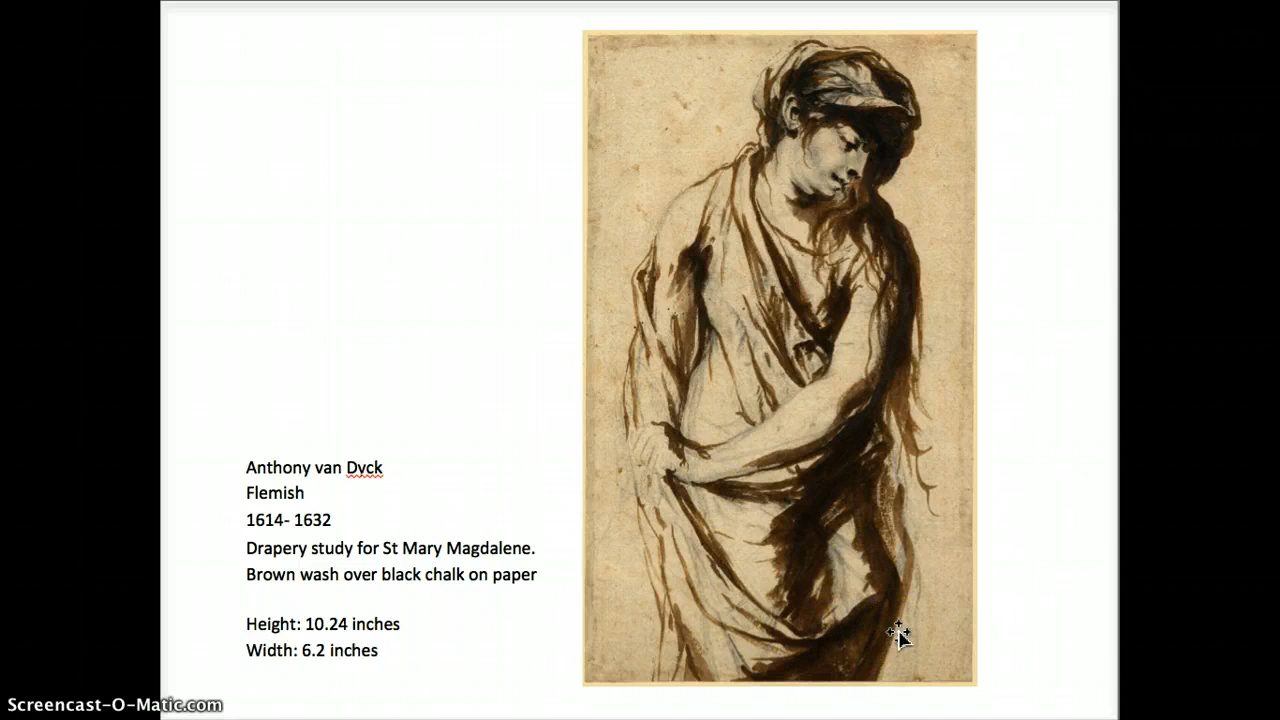 Anthony van Dyck
Flemish
1614- 1632
Drapery study for St Mary Magdalene.
Brown wash over black chalk on paper
Height: 10.24 inches
Width: 6.2 inches
Screencast-O-Matic.com